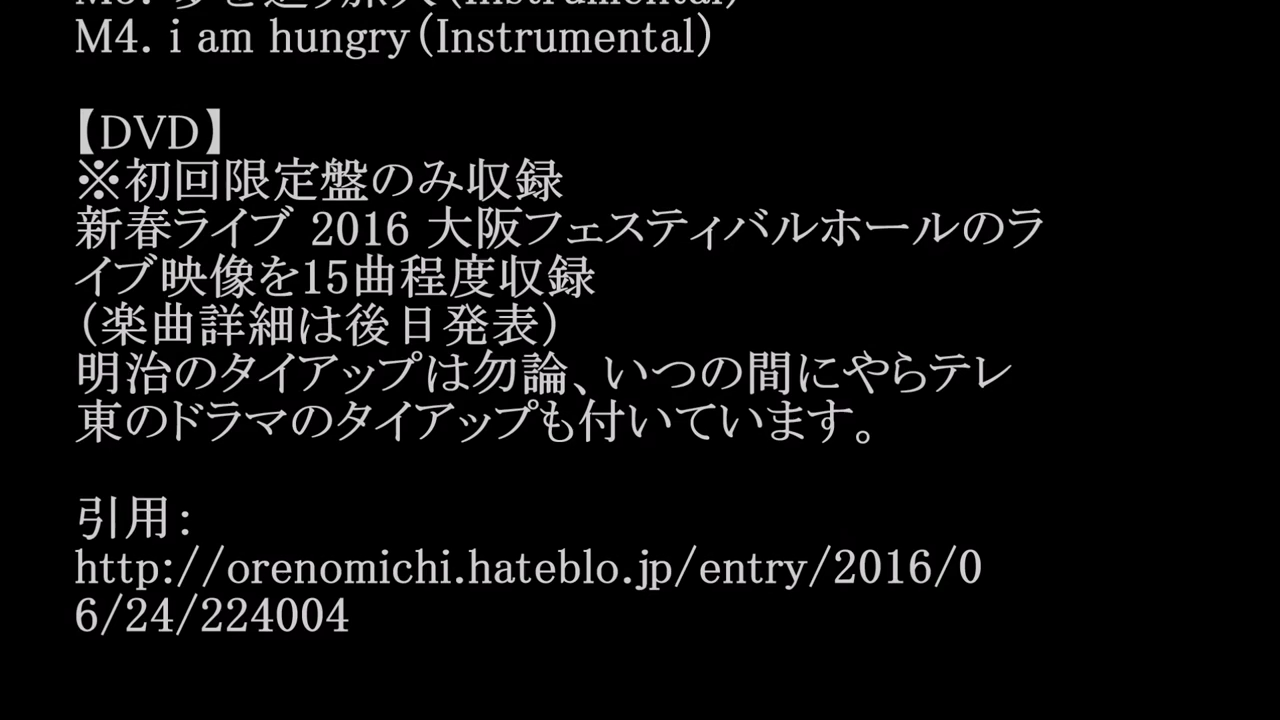 (Instrumental)
M4. i am hungry(Instrumental)
【DVD】
※初回限定盤のみ収録
新春ライブ 2016 大阪フェスティバルホールのラ
イブ映像を15曲程度収録
(楽曲詳細は後日発表)
明治のタイアップは勿論、いつの間にやらテレ
東のドラマのタイアップも付いています。
引用:
http://orenomichi.hateblo.jp/entry/2016/0
6/24/224004